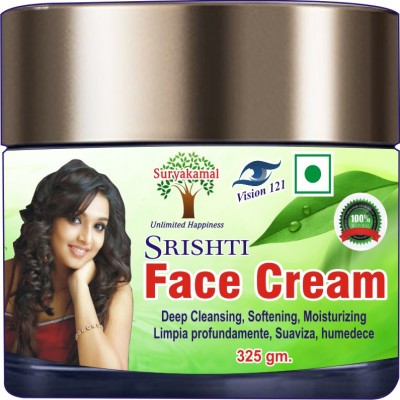 Suryakamal
Unlimited Happiness
Vision 121
100%
SRISHTI
Face Cream
Deep Cleansing, Softening, Moisturizing
Limpia profundamente, Suaviza, humedece
325 gm.